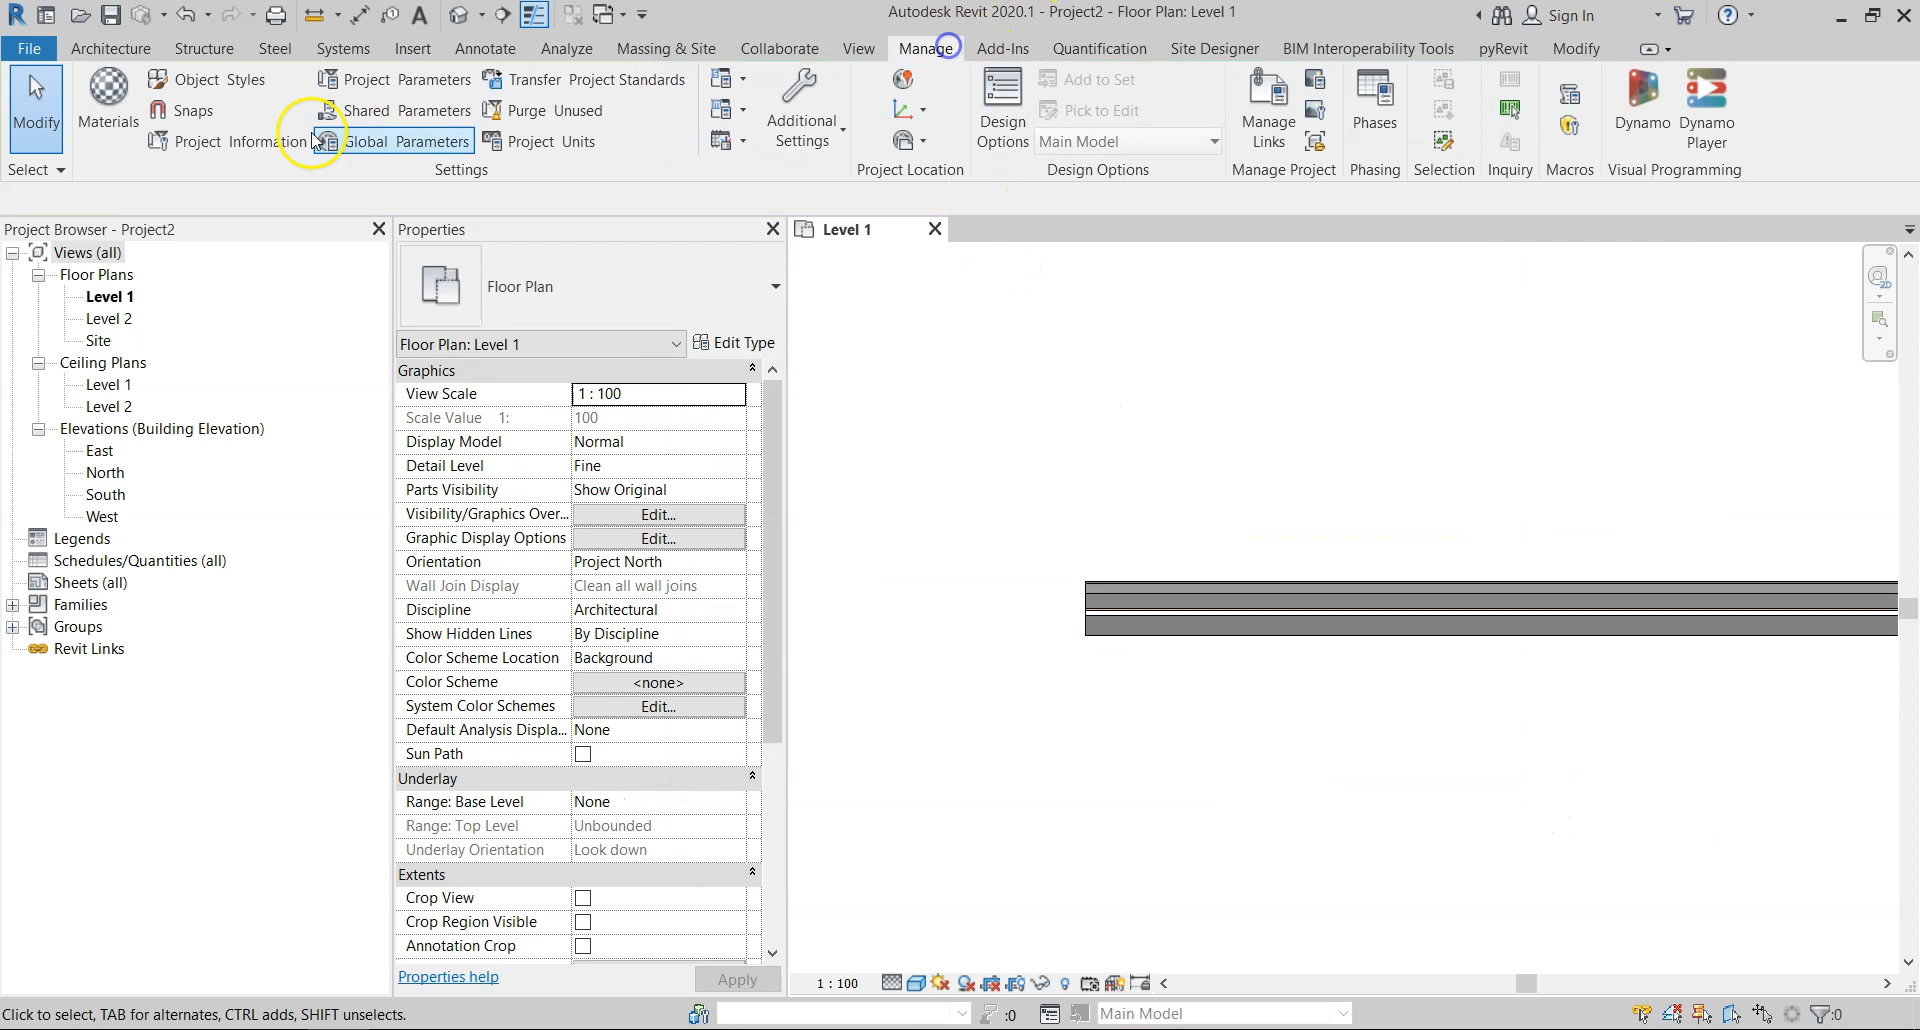 Autodesk Revit 2020.1 - Project2 - Floor Plan: Level 1
Sign In
File Architecture Structure Steel Systems Insert Annotate Analyze Massing & Site Collaborate View Manage Add-Ins Quantification Site Designer BIM Interoperability Tools pyRevit Modify
Modify
Materials
Object Styles
Snaps
Project Information
Project Parameters
Shared Parameters
Global Parameters
Transfer Project Standards
Purge Unused
Project Units
Additional
Settings
Design
Options
Add to Set
Pick to Edit
Main Model
Manage
Links
Phases
Dynamo
Dynamo
Player
Select
Settings
Project Location
Design Options
Manage Project
Phasing
Selection
Inquiry
Macros
Visual Programming
Project Browser - Project2
Views (all)
Floor Plans
Level 1
Level 2
Site
Ceiling Plans
Level 1
Level 2
Elevations (Building Elevation)
East
North
South
West
Legends
Schedules/Quantities (all)
Sheets (all)
Families
Groups
Revit Links
Properties
Floor Plan
Floor Plan: Level 1
Edit Type
Graphics
View Scale 1 : 100
Scale Value 1: 100
Display Model Normal
Detail Level Fine
Parts Visibility Show Original
Visibility/Graphics Over... Edit...
Graphic Display Options Edit...
Orientation Project North
Wall Join Display Clean all wall joins
Discipline Architectural
Show Hidden Lines By Discipline
Color Scheme Location Background
Color Scheme <none>
System Color Schemes Edit...
Default Analysis Displa... None
Sun Path
Underlay
Range: Base Level None
Range: Top Level Unbounded
Underlay Orientation Look down
Extents
Crop View
Crop Region Visible
Annotation Crop
Properties help
Apply
Level 1
2D
1 : 100
Click to select, TAB for alternates, CTRL adds, SHIFT unselects.
:0
Main Model
:0